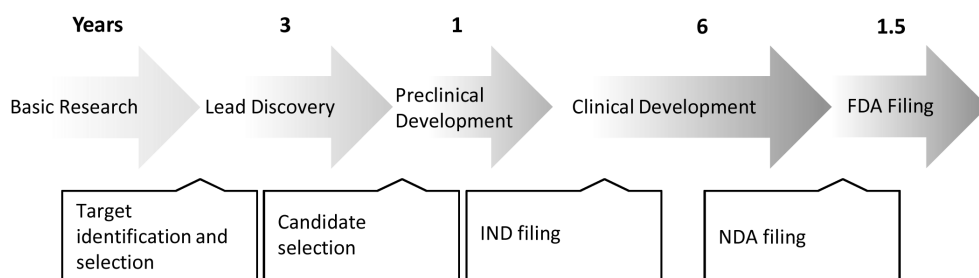 Years 3 1 6 1.5
Basic Research
Lead Discovery
Preclinical
Development
Clinical Development
FDA Filing
Target
identification and
selection
Candidate
selection
IND filing
NDA filing